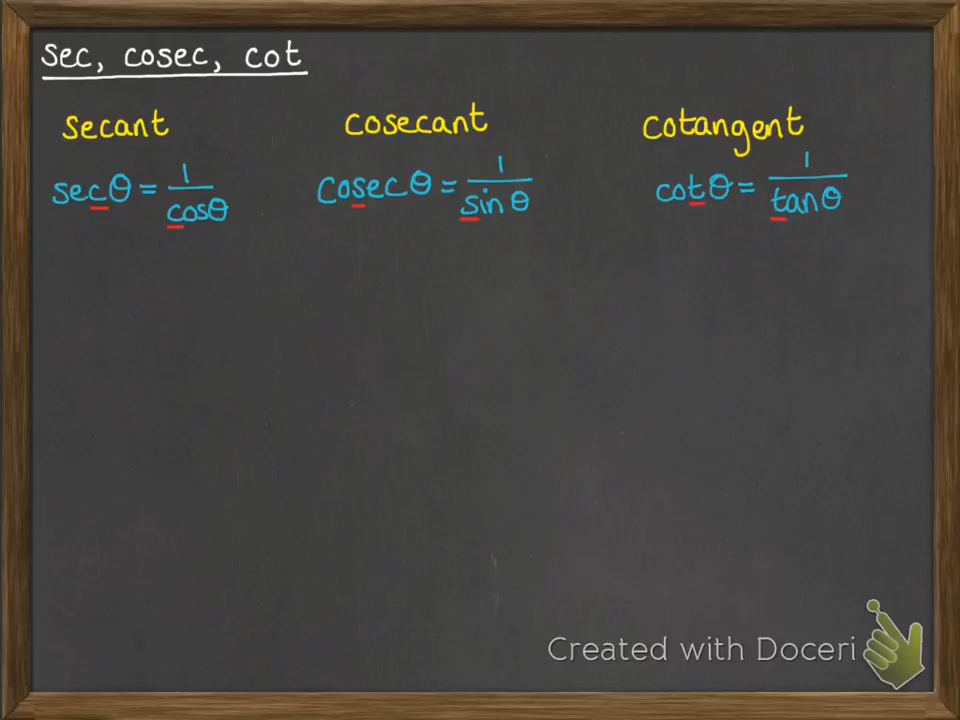 sec, cosec, cot
secant cosecant cotangent
secθ = 1/cosθ cosecθ = 1/sinθ cotθ = 1/tanθ
Created with Doceri